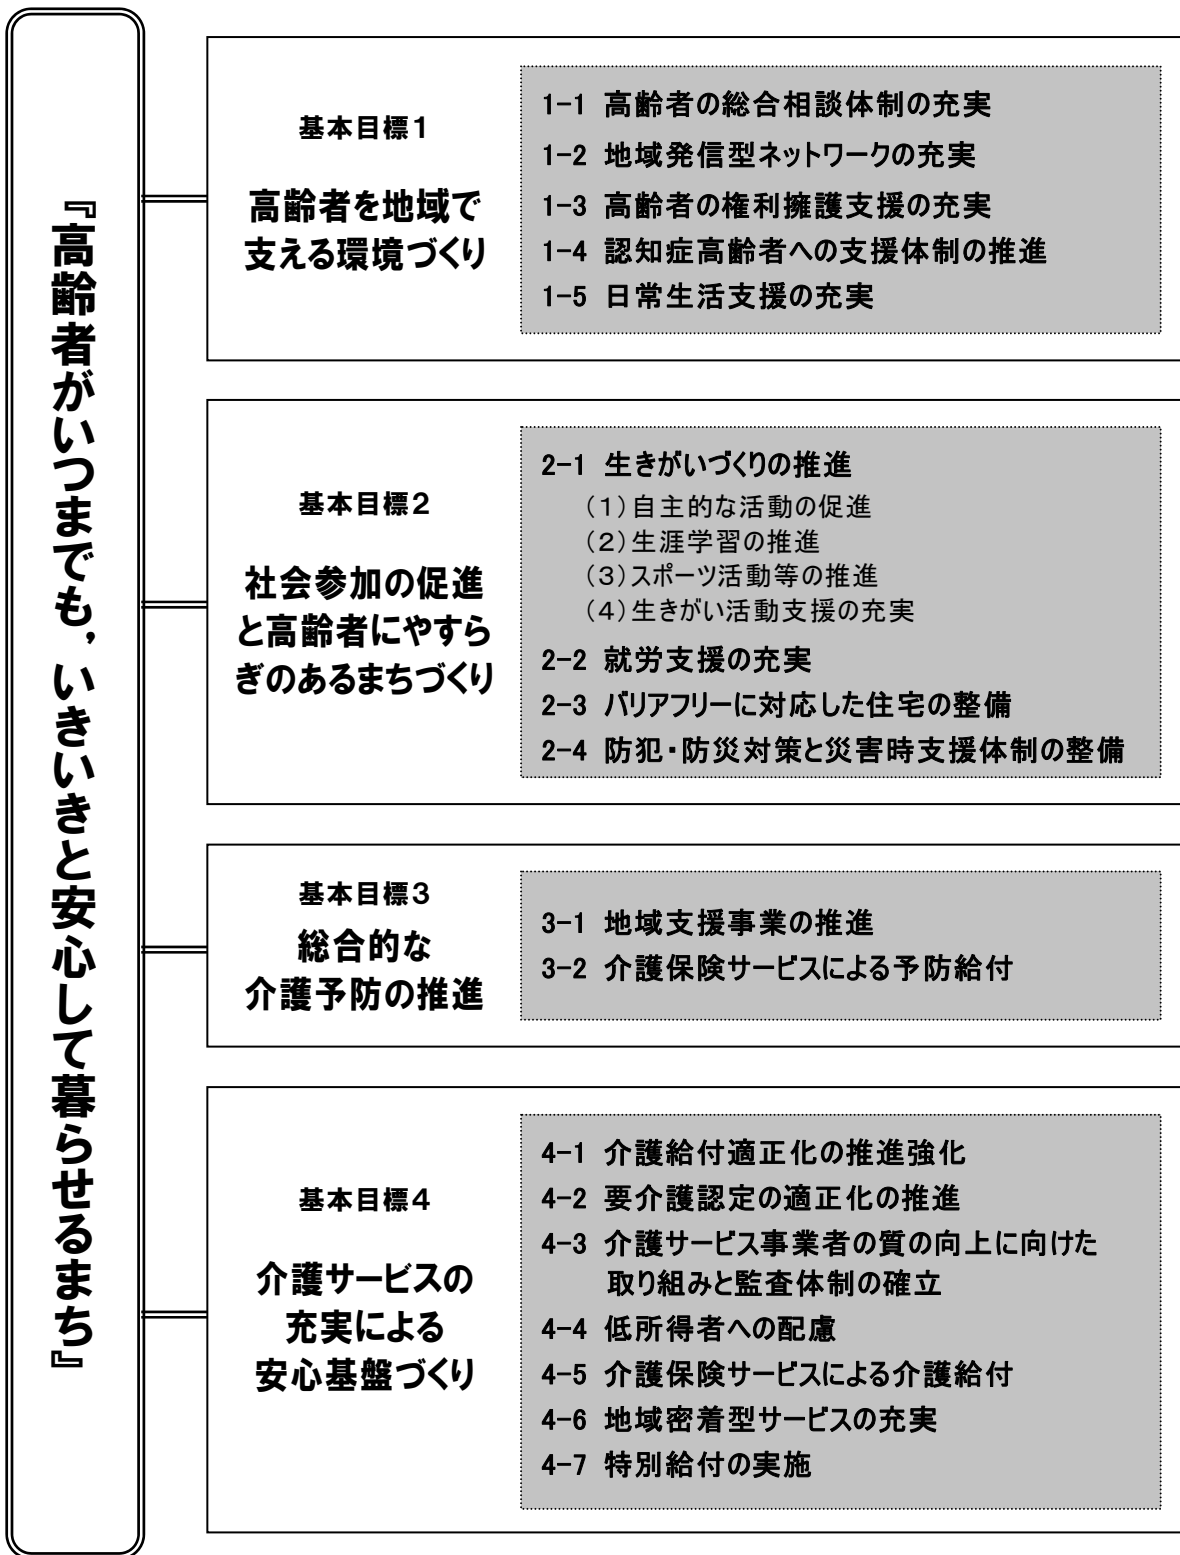 『高齢者がいつまでも，いきいきと安心して暮らせるまち』
基本目標１
高齢者を地域で
支える環境づくり
1-1 高齢者の総合相談体制の充実
1-2 地域発信型ネットワークの充実
1-3 高齢者の権利擁護支援の充実
1-4 認知症高齢者への支援体制の推進
1-5 日常生活支援の充実
基本目標２
社会参加の促進
と高齢者にやすら
ぎのあるまちづくり
2-1 生きがいづくりの推進
（１）自主的な活動の促進
（２）生涯学習の推進
（３）スポーツ活動等の推進
（４）生きがい活動支援の充実
2-2 就労支援の充実
2-3 バリアフリーに対応した住宅の整備
2-4 防犯・防災対策と災害時支援体制の整備
基本目標３
総合的な
介護予防の推進
3-1 地域支援事業の推進
3-2 介護保険サービスによる予防給付
基本目標４
介護サービスの
充実による
安心基盤づくり
4-1 介護給付適正化の推進強化
4-2 要介護認定の適正化の推進
4-3 介護サービス事業者の質の向上に向けた
取り組みと監査体制の確立
4-4 低所得者への配慮
4-5 介護保険サービスによる介護給付
4-6 地域密着型サービスの充実
4-7 特別給付の実施